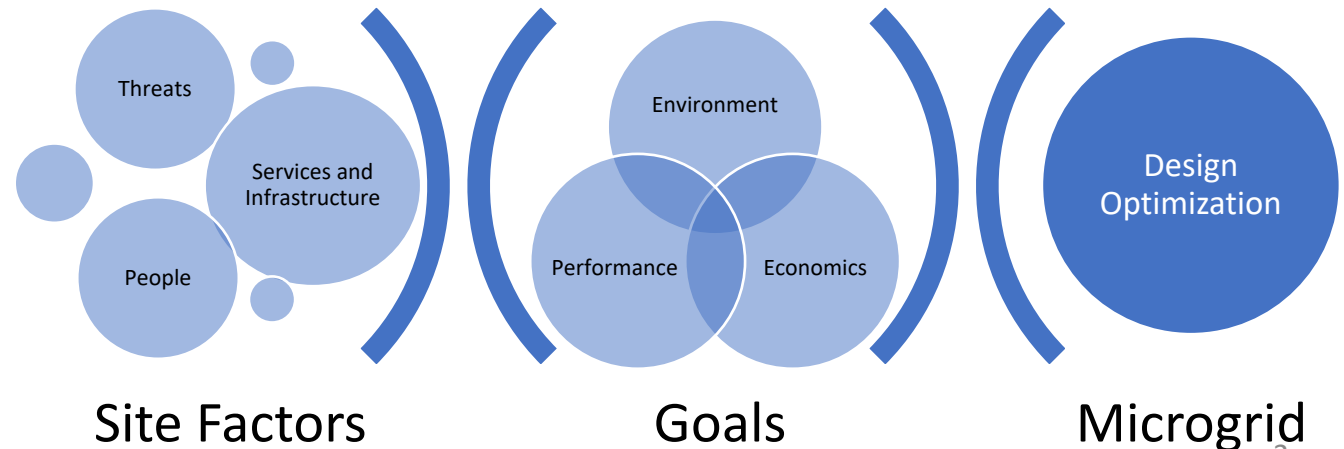 Threats
Services and
Infrastructure
People
Environment
Performance
Economics
Design
Optimization
Site Factors
Goals
Microgrid